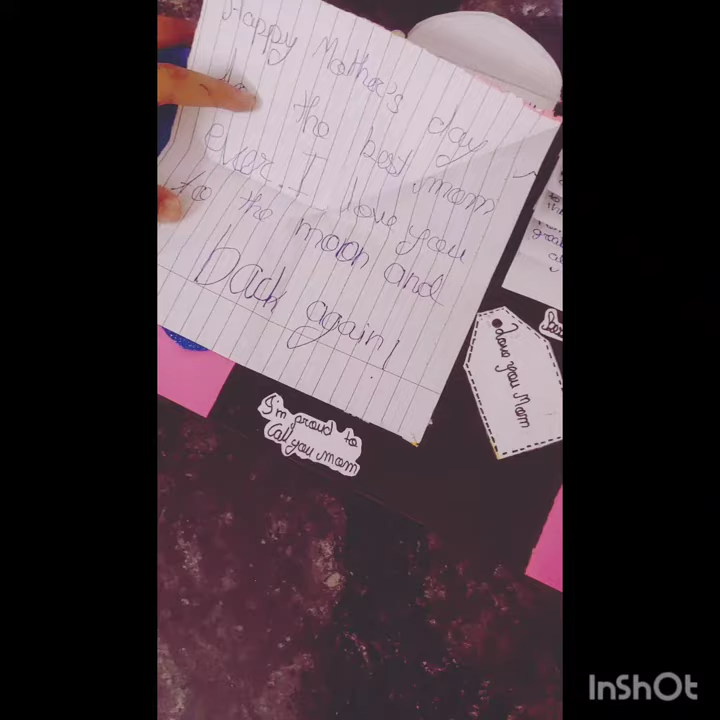 Happy Mother's day
to the best mom
ever. I love you
to the moon and
back again!
I'm proud to
Call you mom
Love you Mom
InShOt